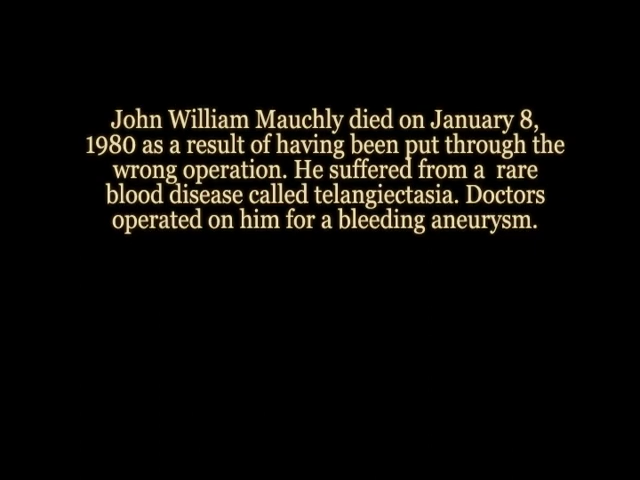 John William Mauchly died on January 8,
1980 as a result of having been put through the
wrong operation. He suffered from a  rare
blood disease called telangiectasia. Doctors
operated on him for a bleeding aneurysm.